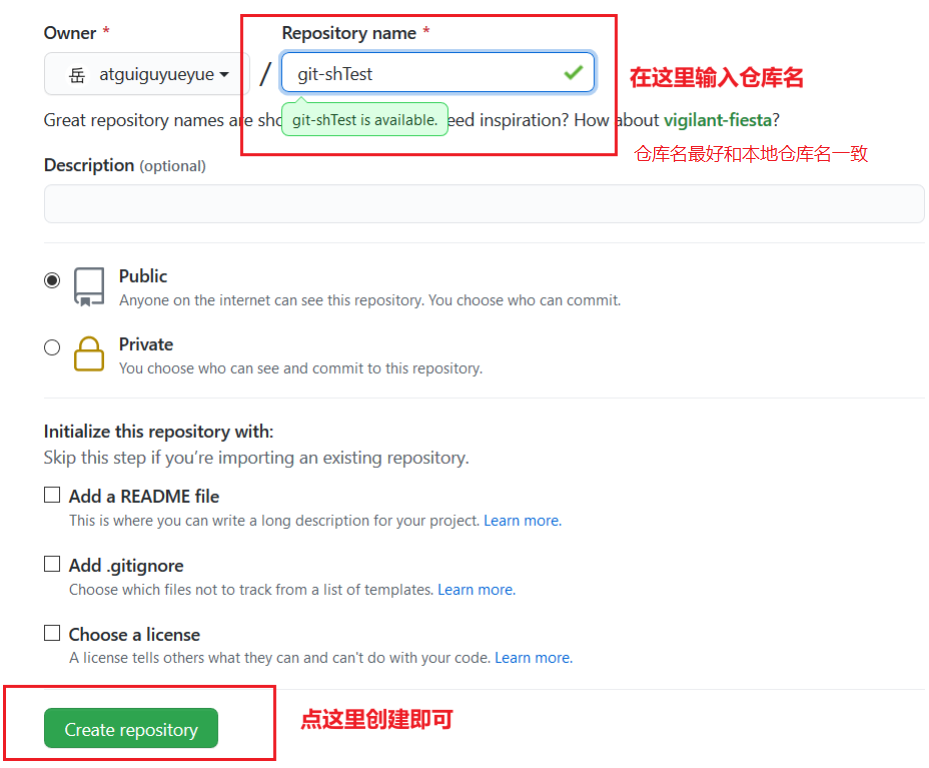 Owner *
Repository name *
岳 atguiguyueyue
/
git-shTest
在这里输入仓库名
Great repository names are sho
git-shTest is available.
eed inspiration? How about vigilant-fiesta?
仓库名最好和本地仓库名一致
Description (optional)
Public
Anyone on the internet can see this repository. You choose who can commit.
Private
You choose who can see and commit to this repository.
Initialize this repository with:
Skip this step if you’re importing an existing repository.
Add a README file
This is where you can write a long description for your project. Learn more.
Add .gitignore
Choose which files not to track from a list of templates. Learn more.
Choose a license
A license tells others what they can and can't do with your code. Learn more.
Create repository
点这里创建即可